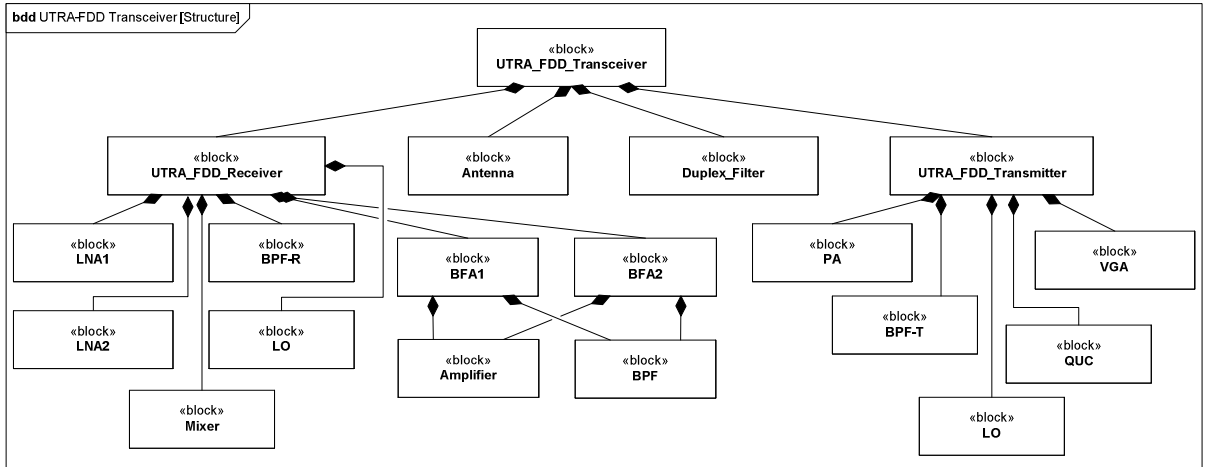 bdd UTRA-FDD Transceiver [Structure]
«block»
UTRA_FDD_Transceiver
«block»
UTRA_FDD_Receiver
«block»
Antenna
«block»
Duplex_Filter
«block»
UTRA_FDD_Transmitter
«block»
LNA1
«block»
BPF-R
«block»
BFA1
«block»
BFA2
«block»
PA
«block»
VGA
«block»
LNA2
«block»
LO
«block»
Amplifier
«block»
BPF
«block»
BPF-T
«block»
QUC
«block»
Mixer
«block»
LO